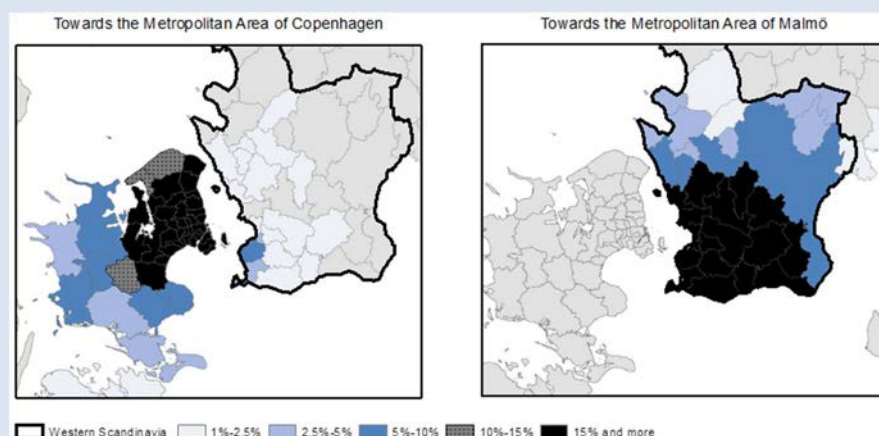 Towards the Metropolitan Area of Copenhagen
Towards the Metropolitan Area of Malmö
Western Scandinavia 1%-2.5% 2.5%-5% 5%-10% 10%-15% 15% and more